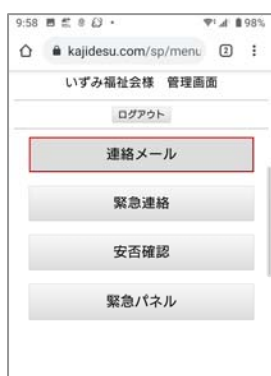 9:58
98%
kajidesu.com/sp/menu
2
いずみ福祉会様 管理画面
ログアウト
連絡メール
緊急連絡
安否確認
緊急パネル